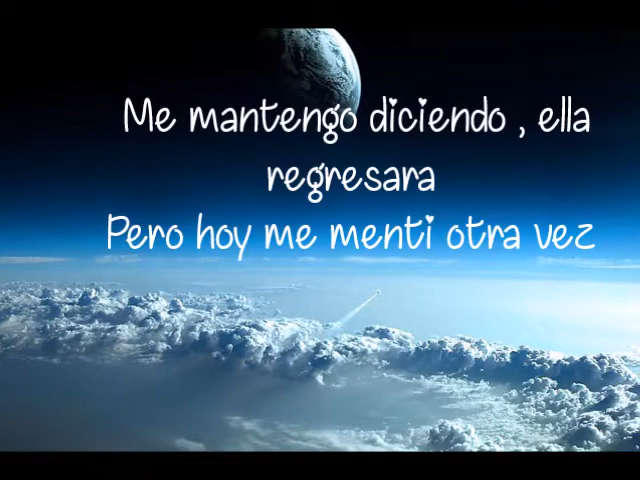 Me mantengo diciendo , ella
regresara
Pero hoy me menti otra vez